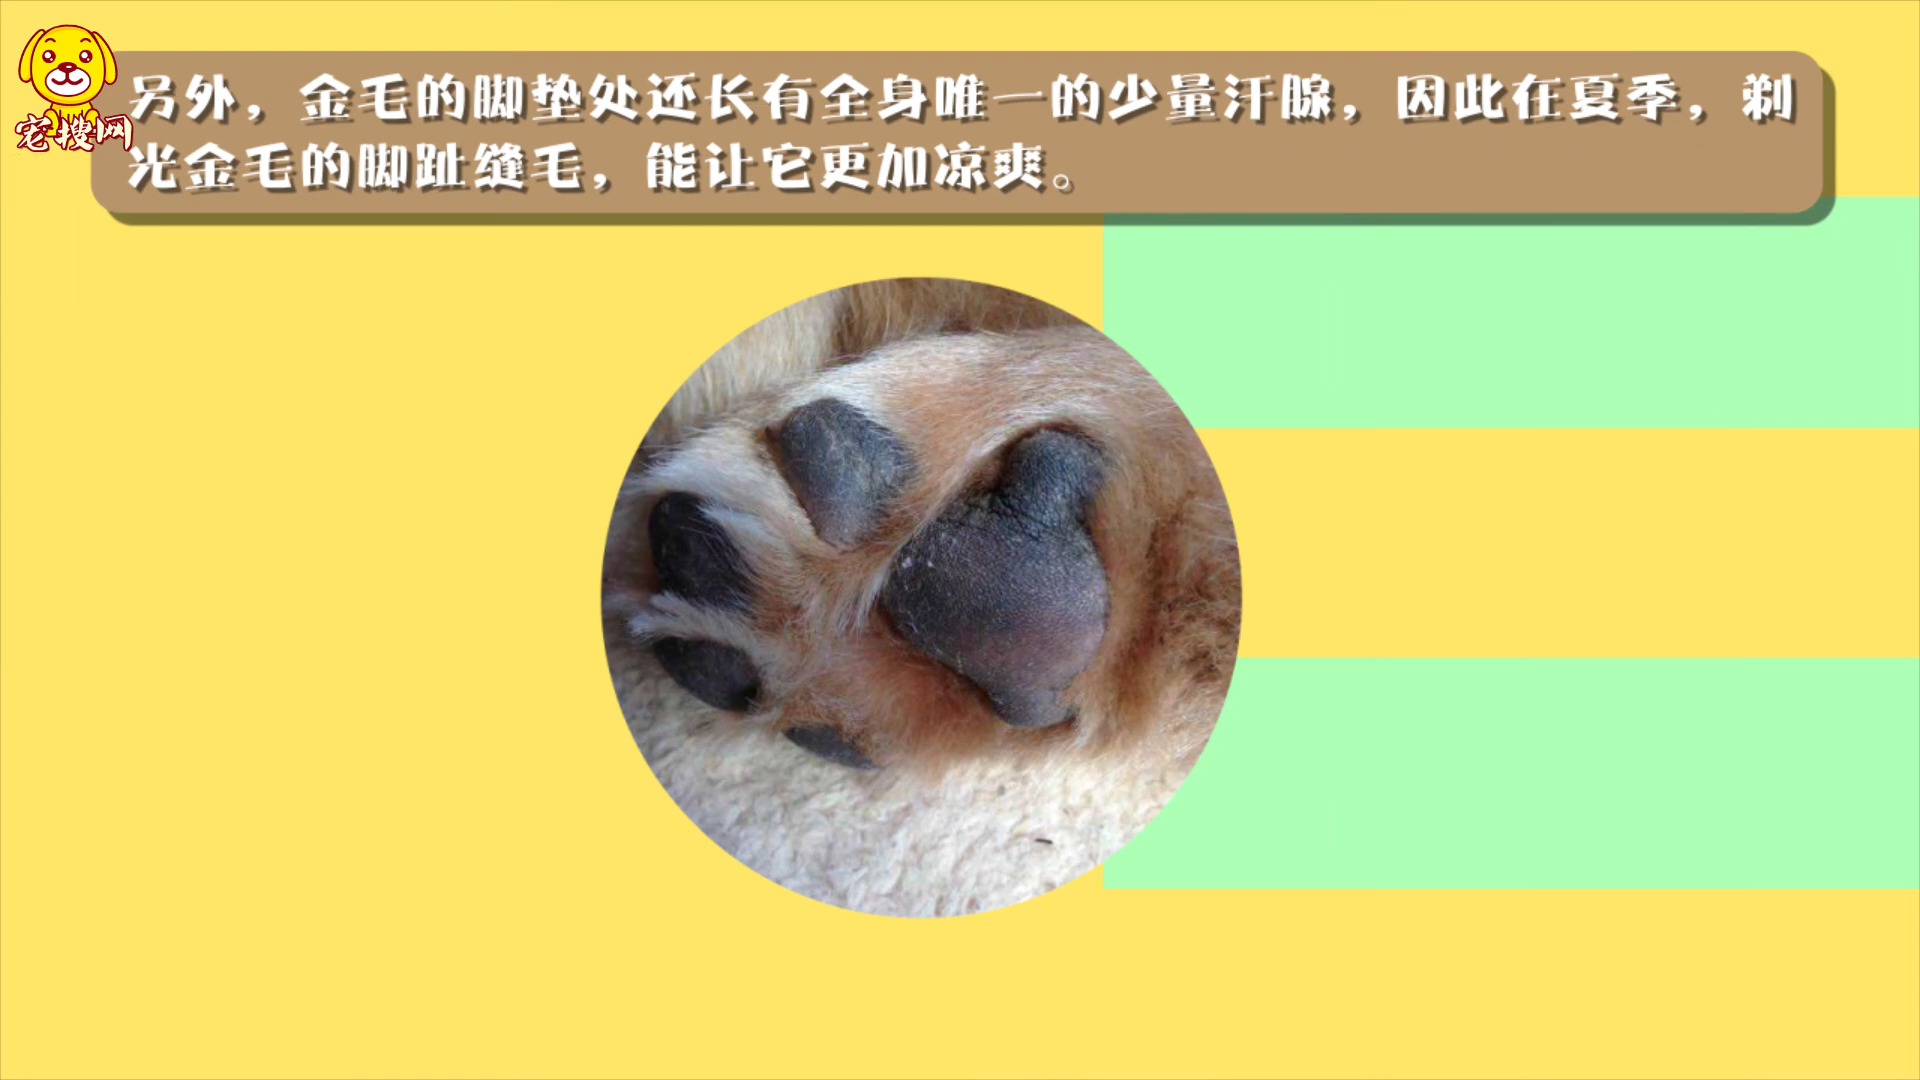 另外，金毛的脚垫处还长有全身唯一的少量汗腺，因此在夏季，剃
光金毛的脚趾缝毛，能让它更加凉爽。
宠搜网